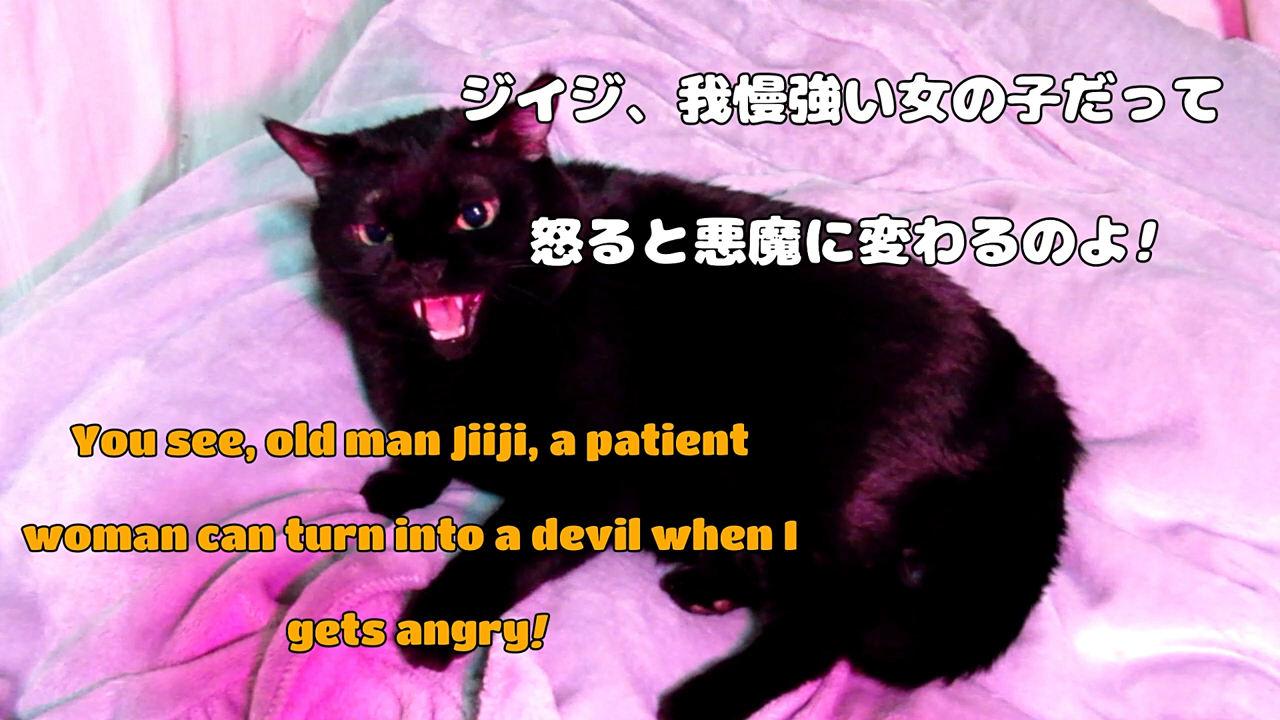 ジイジ、我慢強い女の子だって
怒ると悪魔に変わるのよ!
You see, old man Jiiji, a patient
woman can turn into a devil when I
gets angry!